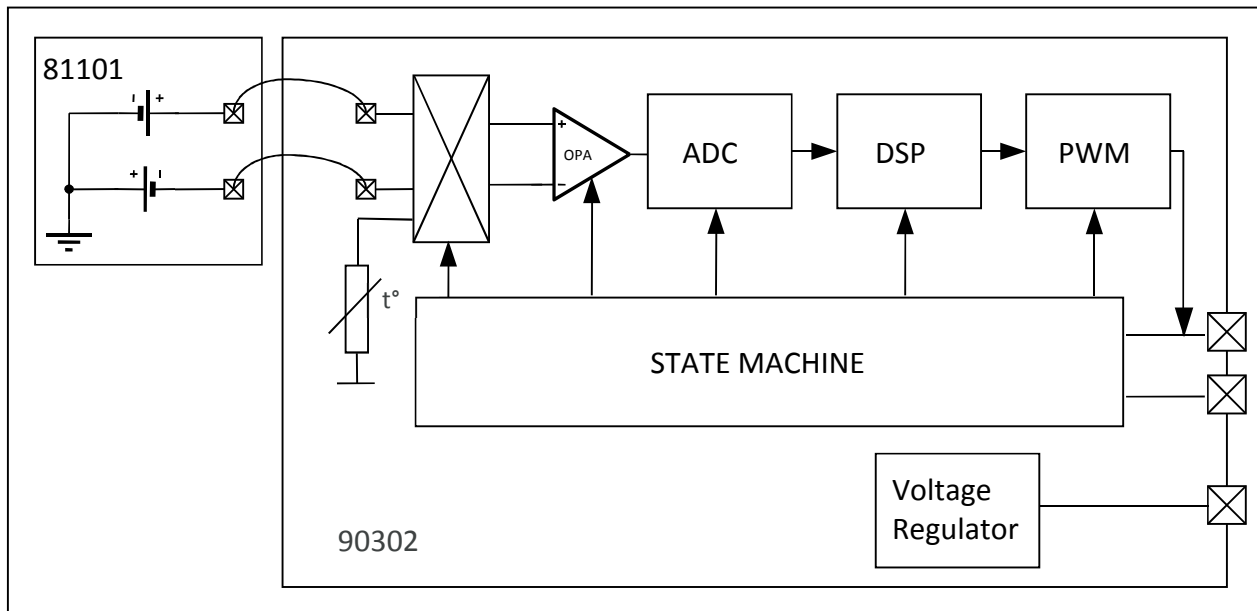 81101
+
+
+
−
OPA
ADC
DSP
PWM
t°
STATE MACHINE
Voltage
Regulator
90302